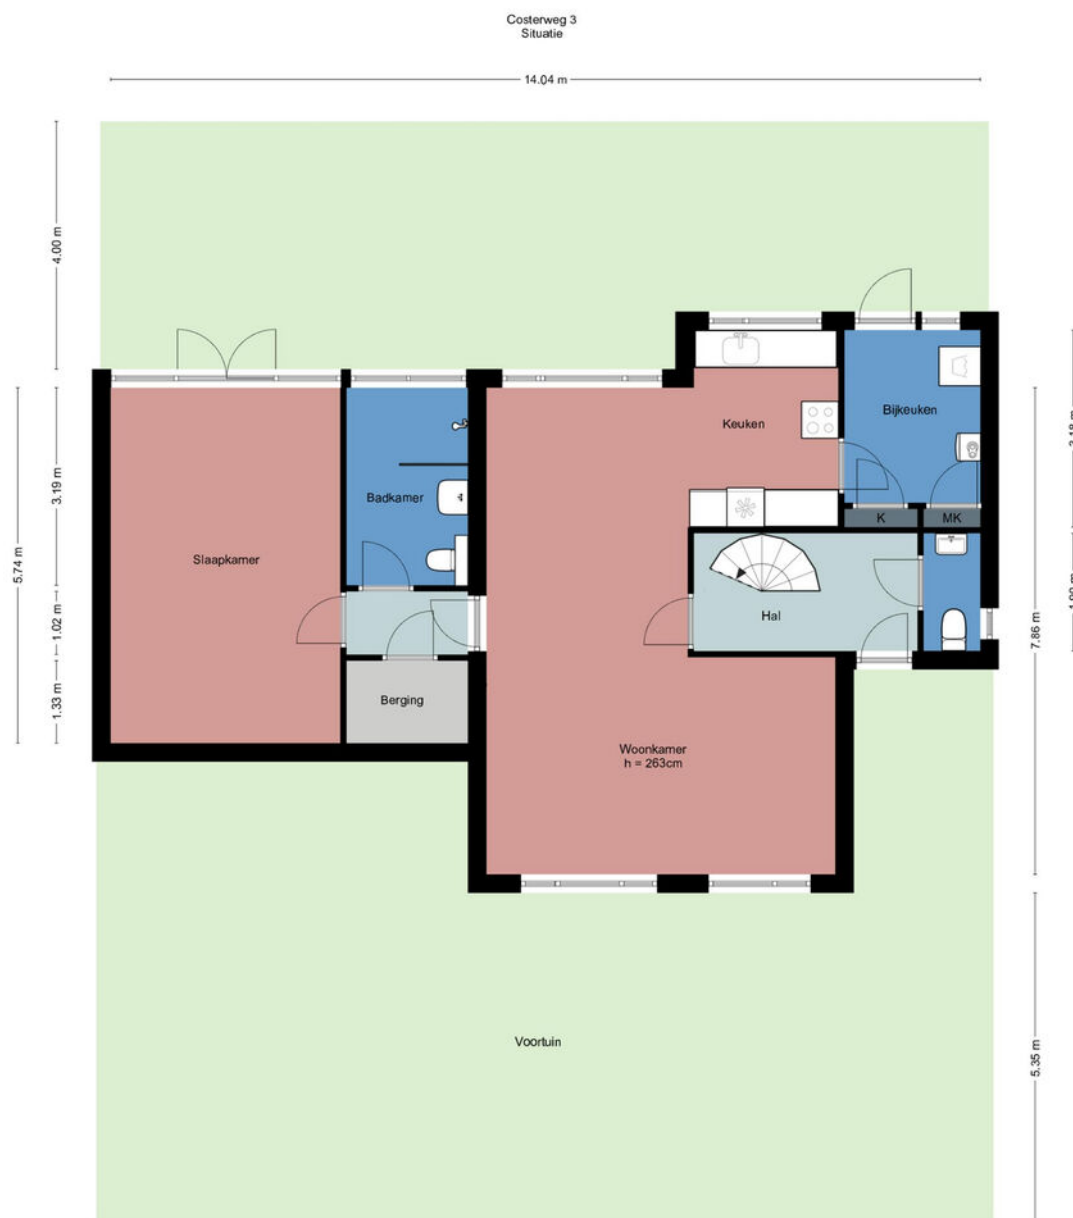 Costerweg 3
Situatie
14.04 m
4.00 m
Keuken
Bijkeuken
3.19 m
Badkamer
K
MK
5.74 m
Slaapkamer
1.02 m
Hal
7.86 m
1.33 m
Berging
Woonkamer
h = 263cm
Voortuin
5.35 m